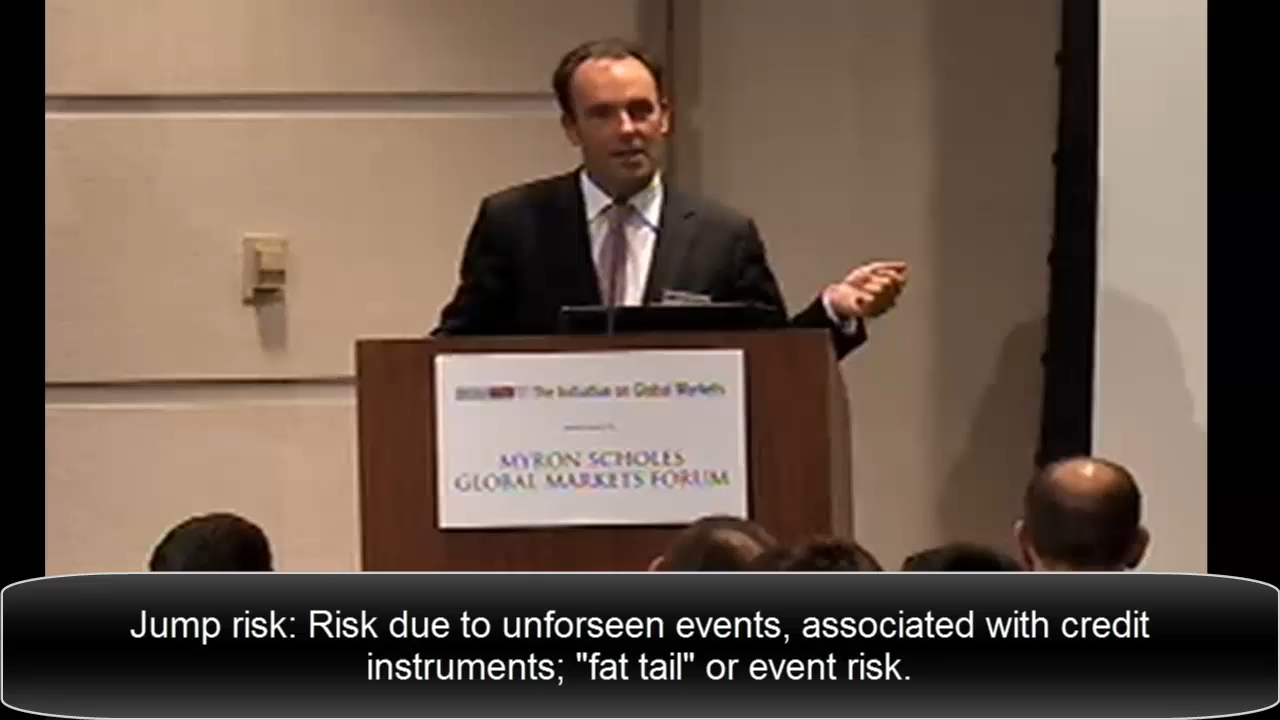 The Initiative on Global Markets
MYRON SCHOLES
GLOBAL MARKETS FORUM
Jump risk: Risk due to unforseen events, associated with credit
instruments; "fat tail" or event risk.